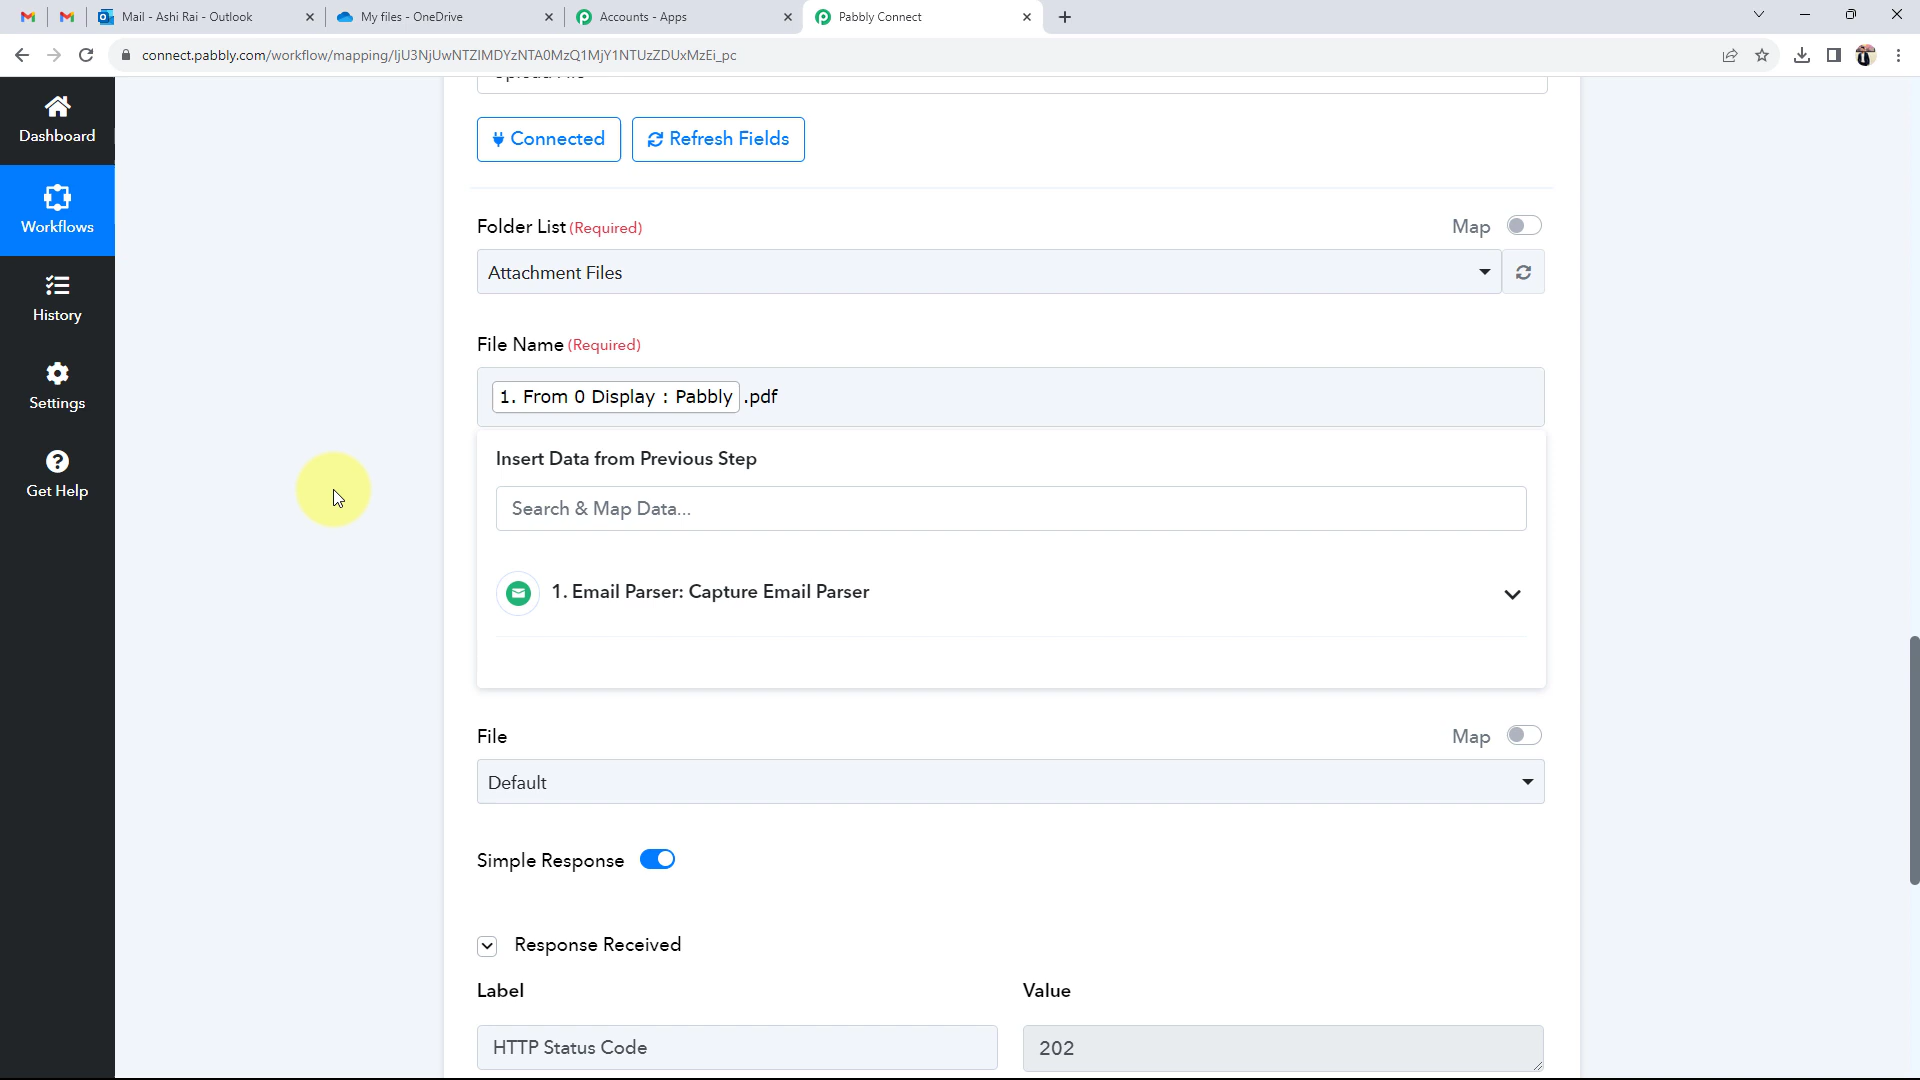 Mail - Ashi Rai - Outlook
My files - OneDrive
Accounts - Apps
Pabbly Connect
connect.pabbly.com/workflow/mapping/IjU3NjUwNTZlMDYzNTA0MzQ1MjY1NTUzZDUxMzEi_pc
Dashboard
Workflows
History
Settings
Get Help
Upload File
Connected
Refresh Fields
Folder List (Required)
Map
Attachment Files
File Name (Required)
1. From 0 Display : Pabbly .pdf
Insert Data from Previous Step
Search & Map Data...
1. Email Parser: Capture Email Parser
File
Map
Default
Simple Response
Response Received
Label
Value
HTTP Status Code
202